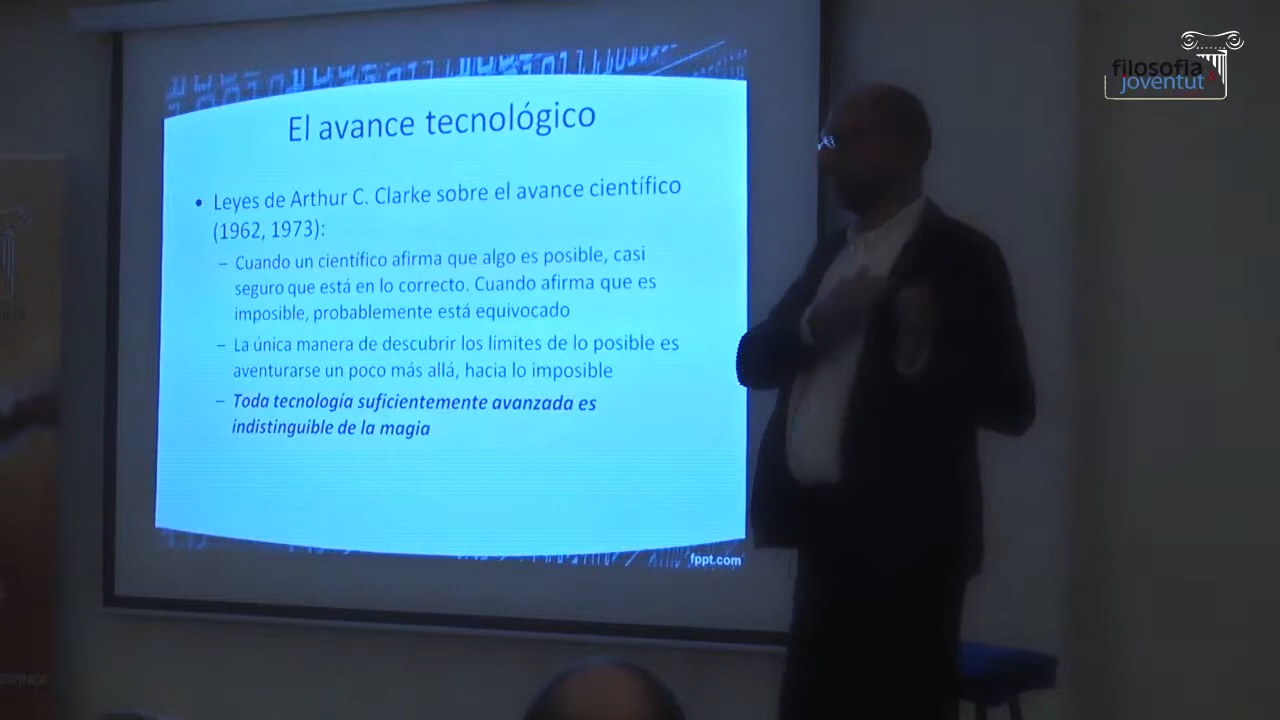 filosofia
joventut
El avance tecnológico
• Leyes de Arthur C. Clarke sobre el avance científico
(1962, 1973):
– Cuando un científico afirma que algo es posible, casi
seguro que está en lo correcto. Cuando afirma que es
imposible, probablemente está equivocado
– La única manera de descubrir los límites de lo posible es
aventurarse un poco más allá, hacia lo imposible
– Toda tecnología suficientemente avanzada es
indistinguible de la magia
fppt.com